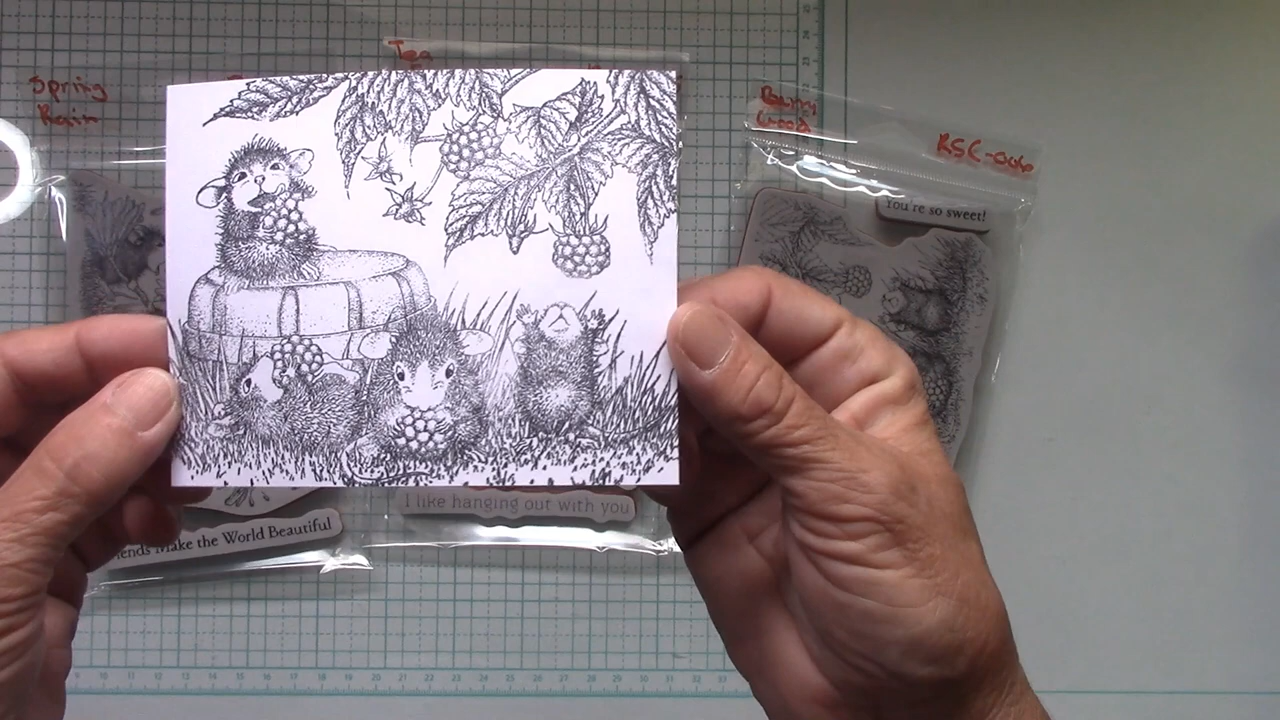 Spring
Rain
Tea
Berry
Good
RSC-006
You're so sweet!
I like hanging out with you
Make the World Beautiful